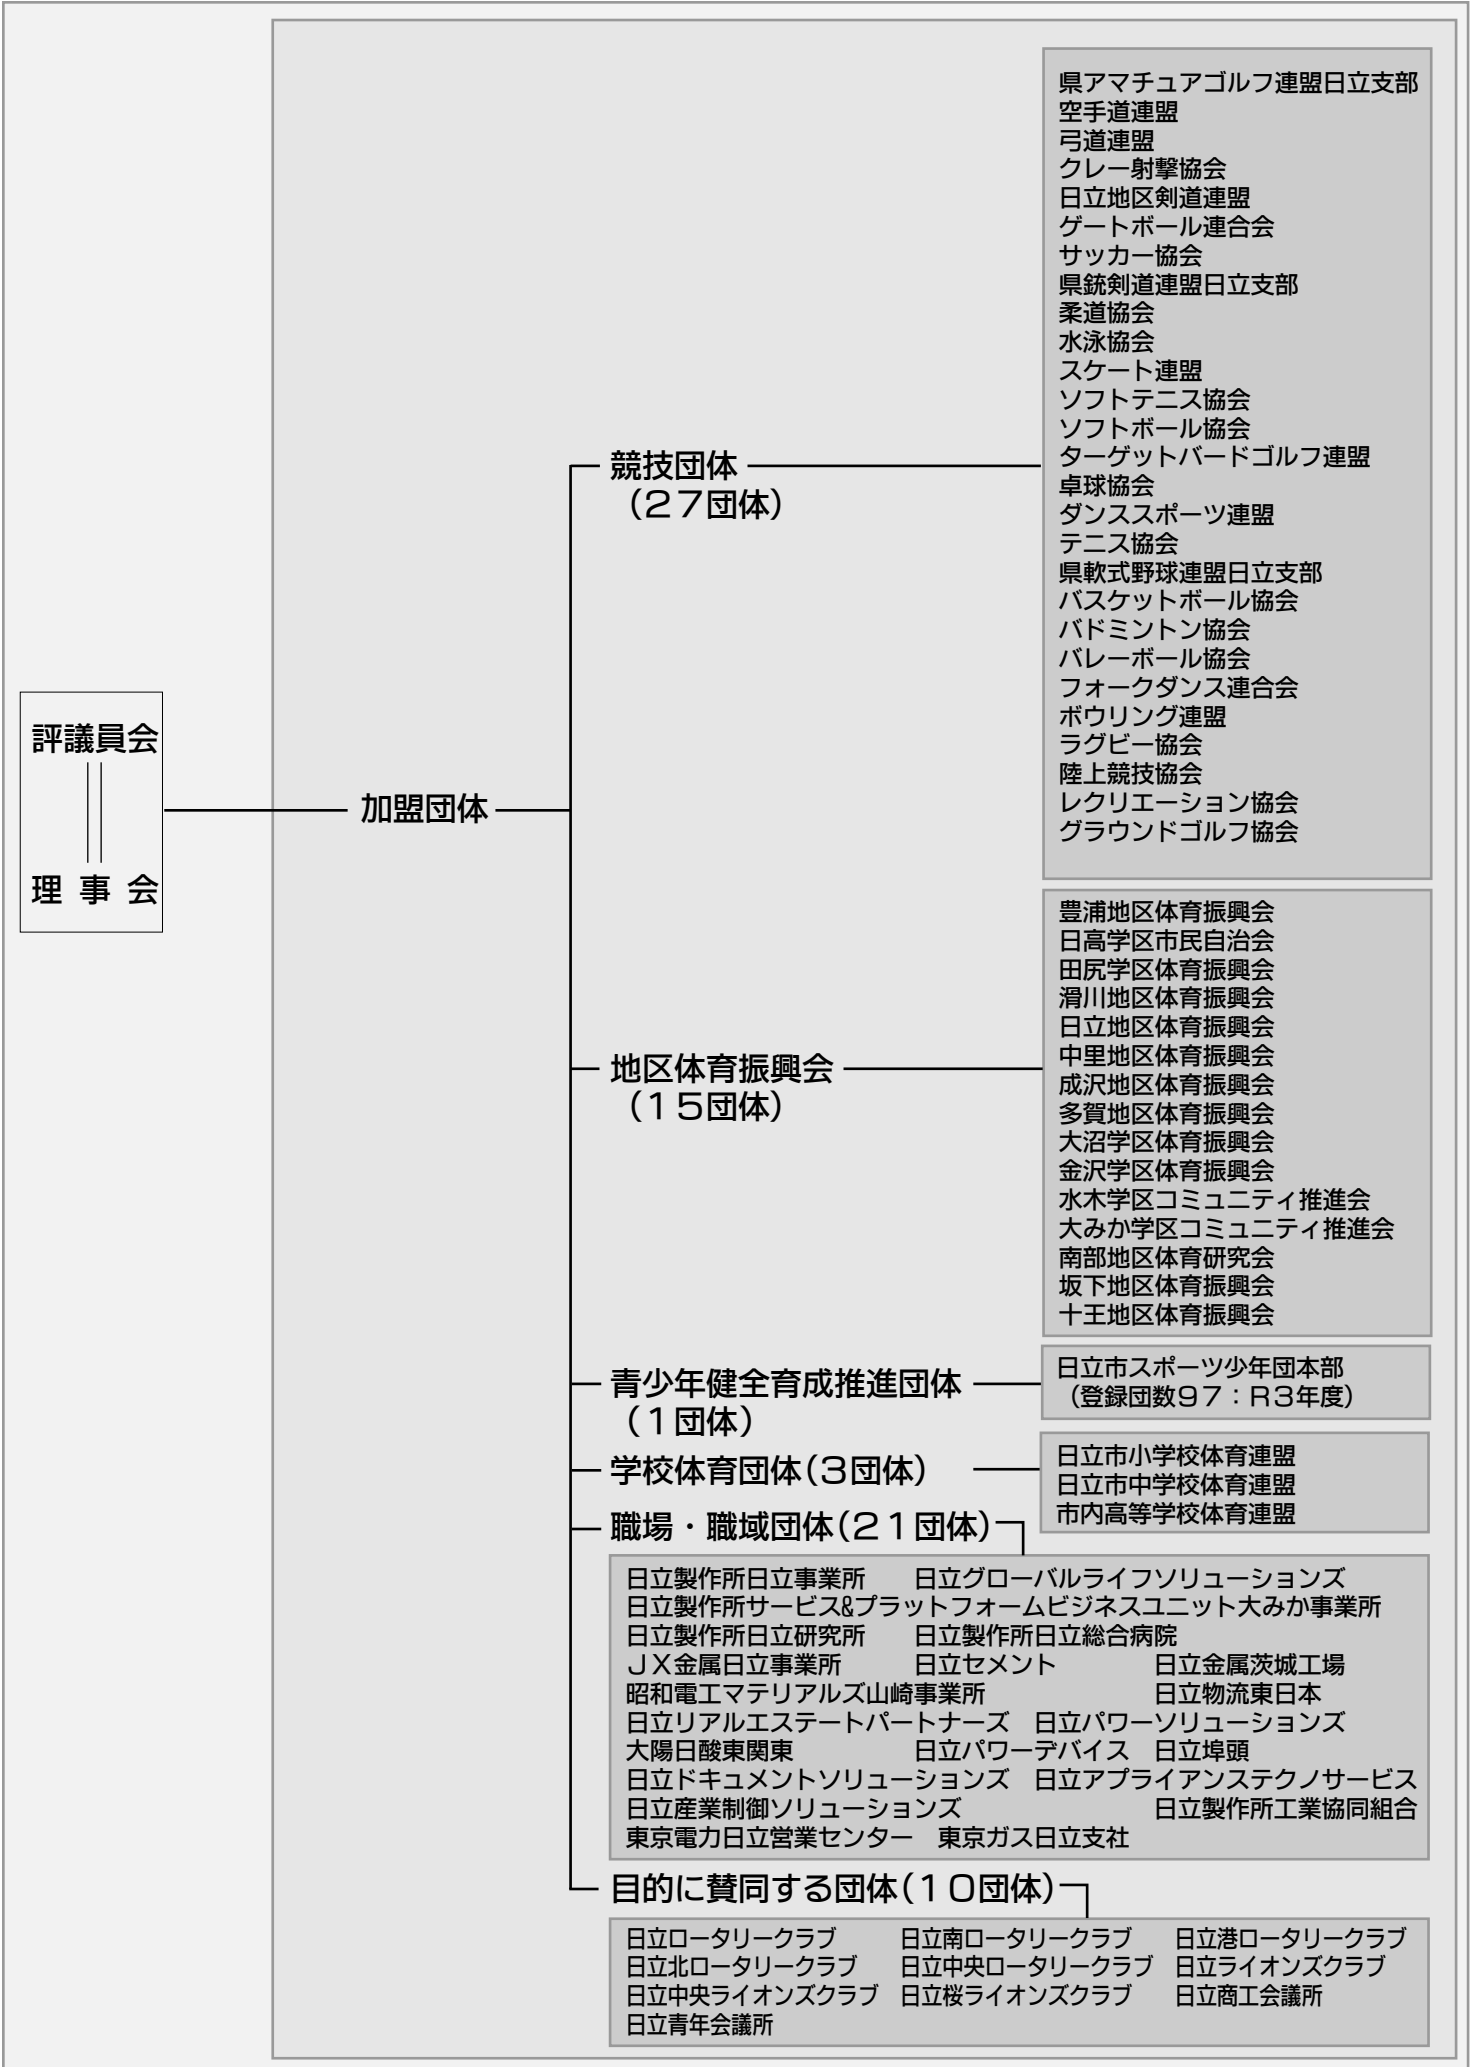 評議員会
理 事 会
加盟団体
競技団体
（２７団体）
県アマチュアゴルフ連盟日立支部
空手道連盟
弓道連盟
クレー射撃協会
日立地区剣道連盟
ゲートボール連合会
サッカー協会
県銃剣道連盟日立支部
柔道協会
水泳協会
スケート連盟
ソフトテニス協会
ソフトボール協会
ターゲットバードゴルフ連盟
卓球協会
ダンススポーツ連盟
テニス協会
県軟式野球連盟日立支部
バスケットボール協会
バドミントン協会
バレーボール協会
フォークダンス連合会
ボウリング連盟
ラグビー協会
陸上競技協会
レクリエーション協会
グラウンドゴルフ協会
地区体育振興会
（１５団体）
豊浦地区体育振興会
日高学区市民自治会
田尻学区体育振興会
滑川地区体育振興会
日立地区体育振興会
中里地区体育振興会
成沢地区体育振興会
多賀地区体育振興会
大沼学区体育振興会
金沢学区体育振興会
水木学区コミュニティ推進会
大みか学区コミュニティ推進会
南部地区体育研究会
坂下地区体育振興会
十王地区体育振興会
青少年健全育成推進団体
（１団体）
日立市スポーツ少年団本部
（登録団数９７：Ｒ３年度）
学校体育団体（３団体）
日立市小学校体育連盟
日立市中学校体育連盟
市内高等学校体育連盟
職場・職域団体（２１団体）
日立製作所日立事業所　日立グローバルライフソリューションズ
日立製作所サービス&プラットフォームビジネスユニット大みか事業所
日立製作所日立研究所　日立製作所日立総合病院
ＪＸ金属日立事業所　日立セメント　日立金属茨城工場
昭和電工マテリアルズ山崎事業所　日立物流東日本
日立リアルエステートパートナーズ　日立パワーソリューションズ
大陽日酸東関東　日立パワーデバイス　日立埠頭
日立ドキュメントソリューションズ　日立アプライアンステクノサービス
日立産業制御ソリューションズ　日立製作所工業協同組合
東京電力日立営業センター　東京ガス日立支社
目的に賛同する団体（１０団体）
日立ロータリークラブ　日立南ロータリークラブ　日立港ロータリークラブ
日立北ロータリークラブ　日立中央ロータリークラブ　日立ライオンズクラブ
日立中央ライオンズクラブ　日立桜ライオンズクラブ　日立商工会議所
日立青年会議所